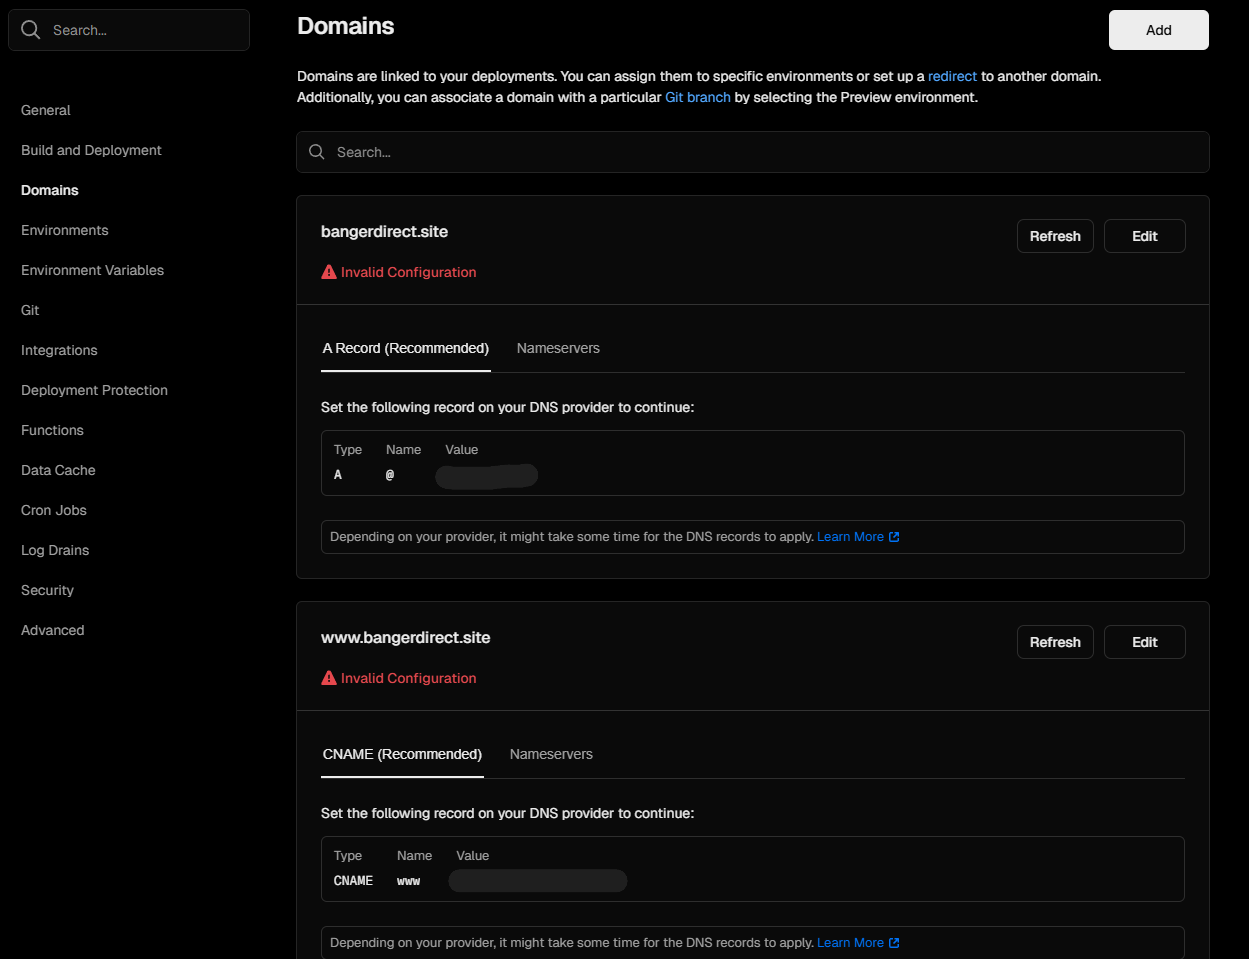 Search...
General
Build and Deployment
Domains
Environments
Environment Variables
Git
Integrations
Deployment Protection
Functions
Data Cache
Cron Jobs
Log Drains
Security
Advanced
Domains
Add
Domains are linked to your deployments. You can assign them to specific environments or set up a redirect to another domain.
Additionally, you can associate a domain with a particular Git branch by selecting the Preview environment.
Search...
bangerdirect.site
Refresh Edit
Invalid Configuration
A Record (Recommended) Nameservers
Set the following record on your DNS provider to continue:
Type Name Value
A @
Depending on your provider, it might take some time for the DNS records to apply. Learn More
www.bangerdirect.site
Refresh Edit
Invalid Configuration
CNAME (Recommended) Nameservers
Set the following record on your DNS provider to continue:
Type Name Value
CNAME www
Depending on your provider, it might take some time for the DNS records to apply. Learn More